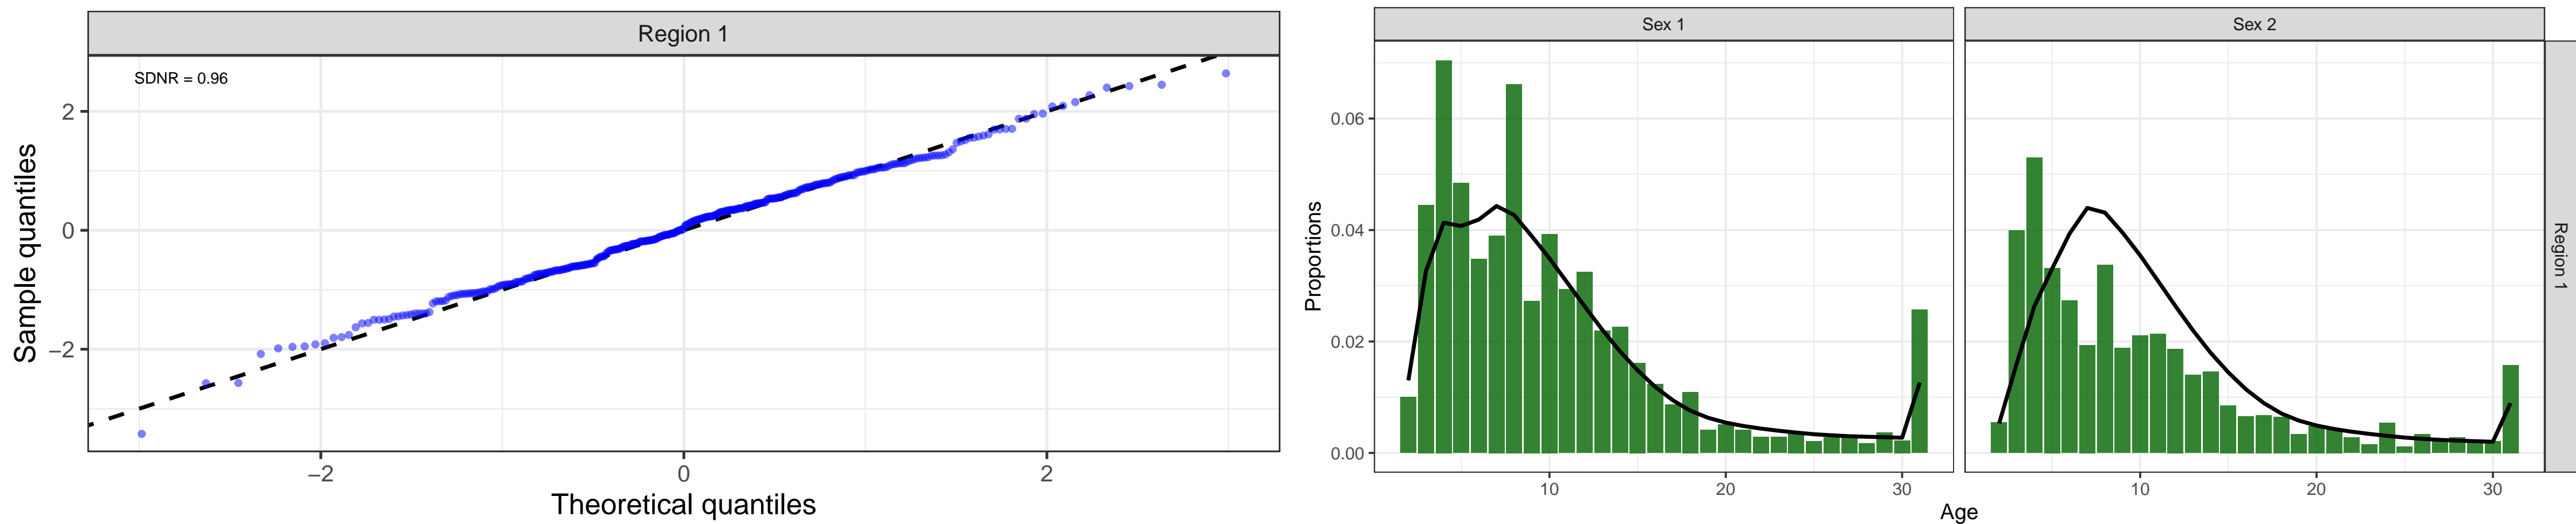 Region 1
SDNR = 0.96
Sample quantiles
2
0
−2
−2
0
2
Theoretical quantiles
Sex 1
Sex 2
Region 1
Proportions
0.06
0.04
0.02
0.00
10
20
30
10
20
30
Age